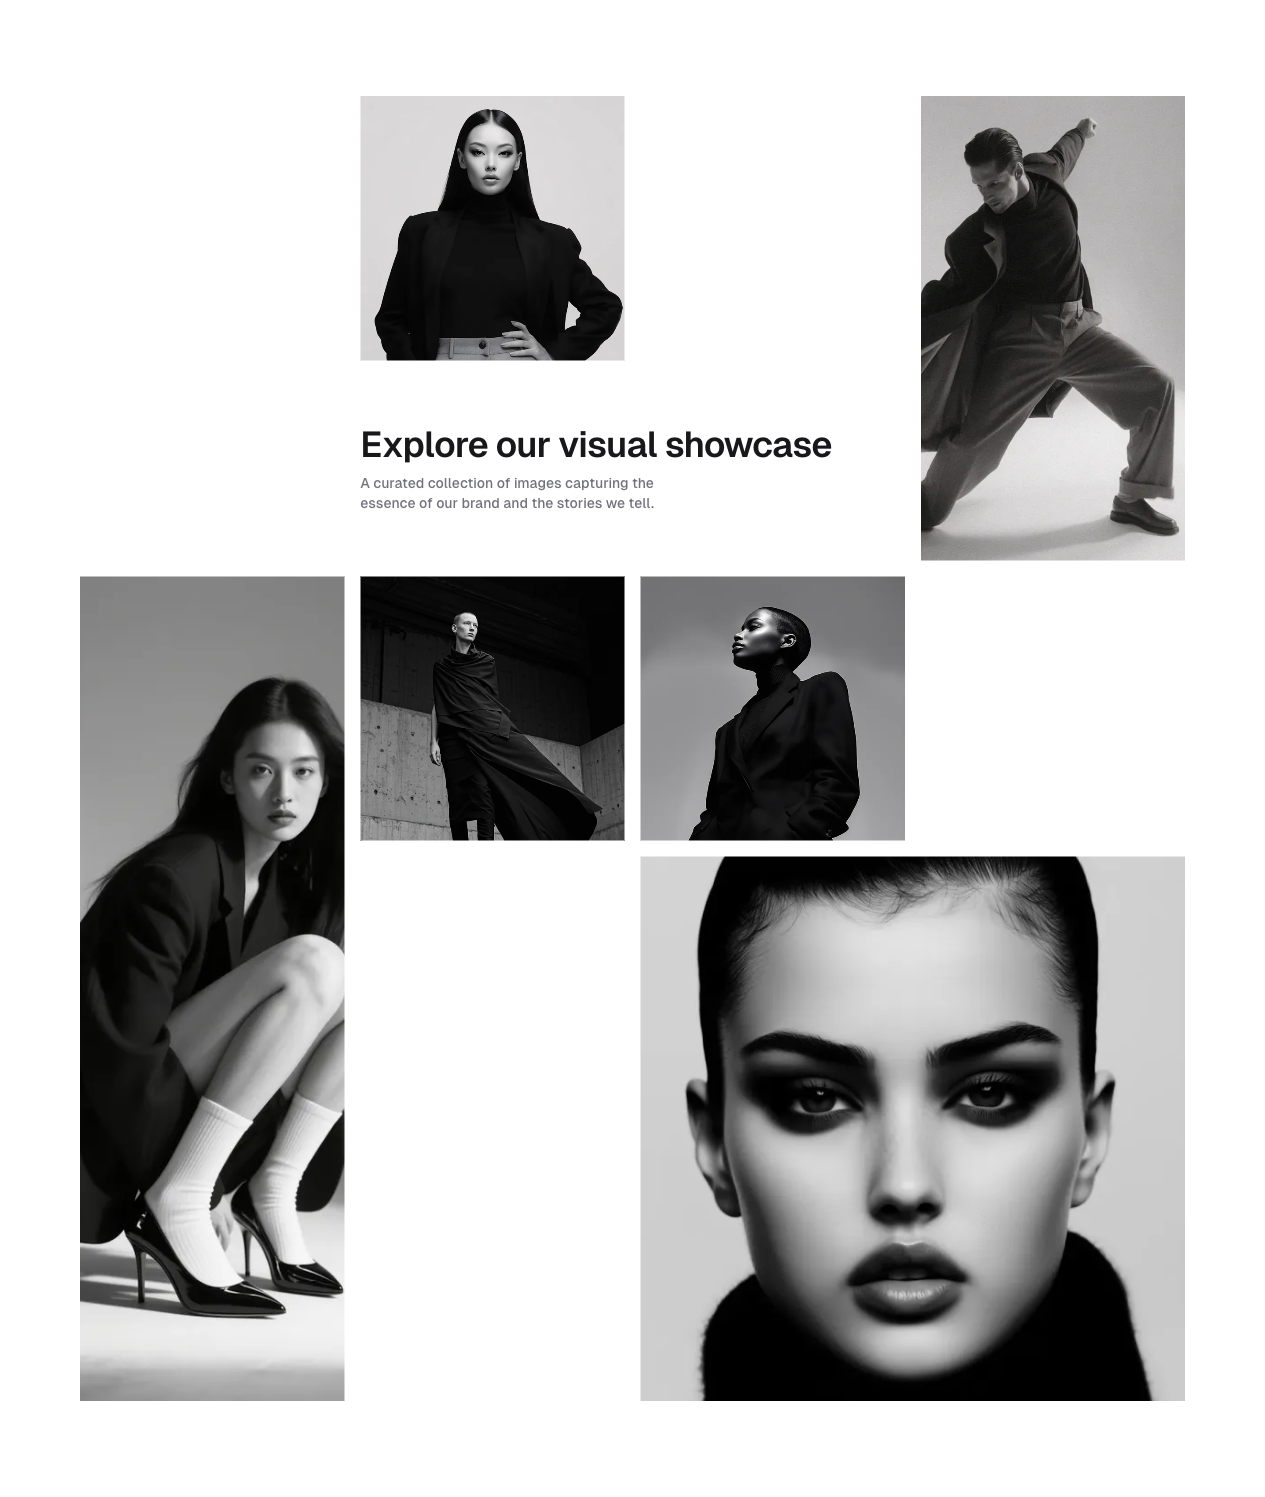 Explore our visual showcase
A curated collection of images capturing the
essence of our brand and the stories we tell.